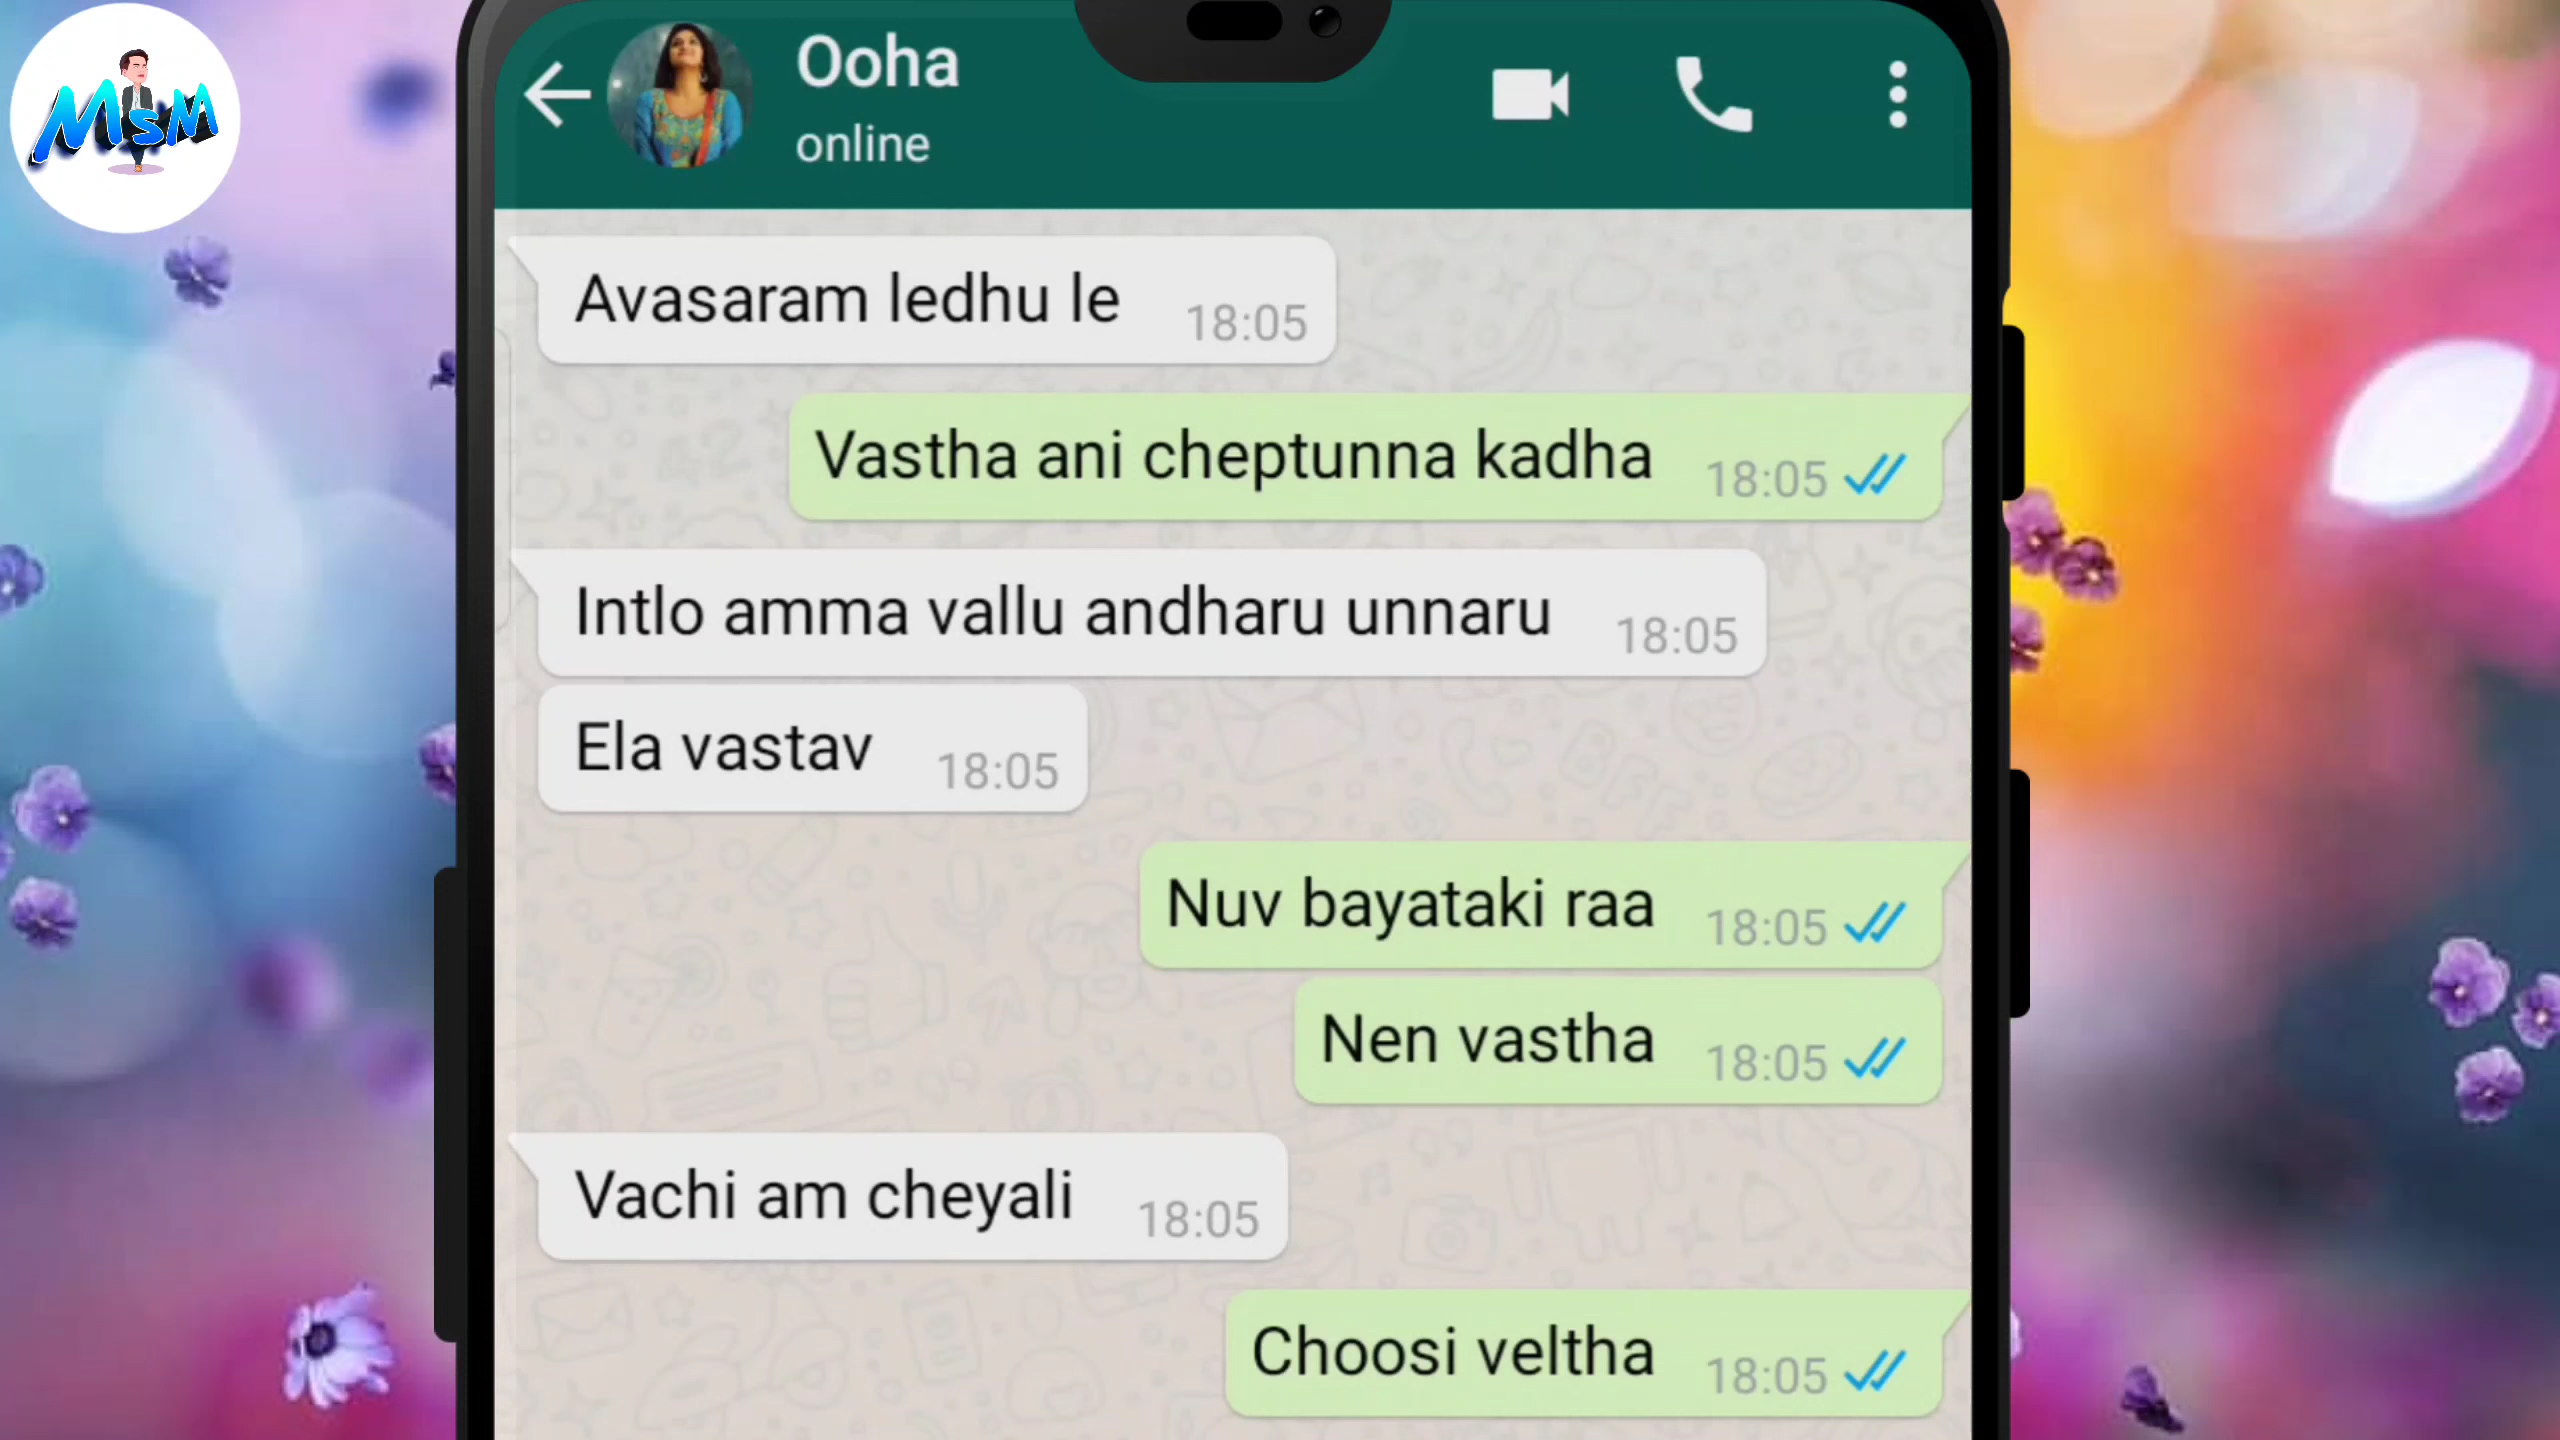 MSM
Ooha
online
Avasaram ledhu le 18:05
Vastha ani cheptunna kadha 18:05
Intlo amma vallu andharu unnaru 18:05
Ela vastav 18:05
Nuv bayataki raa 18:05
Nen vastha 18:05
Vachi am cheyali 18:05
Choosi veltha 18:05